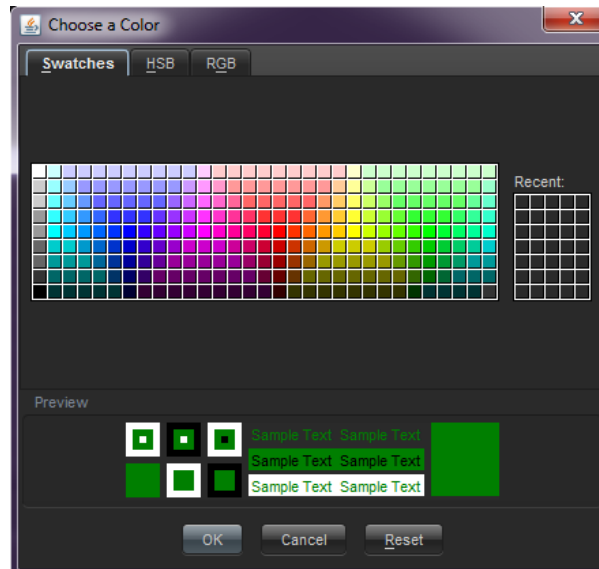 Choose a Color
Swatches HSB RGB
Recent:
Preview
Sample Text Sample Text
Sample Text Sample Text
Sample Text Sample Text
OK Cancel Reset